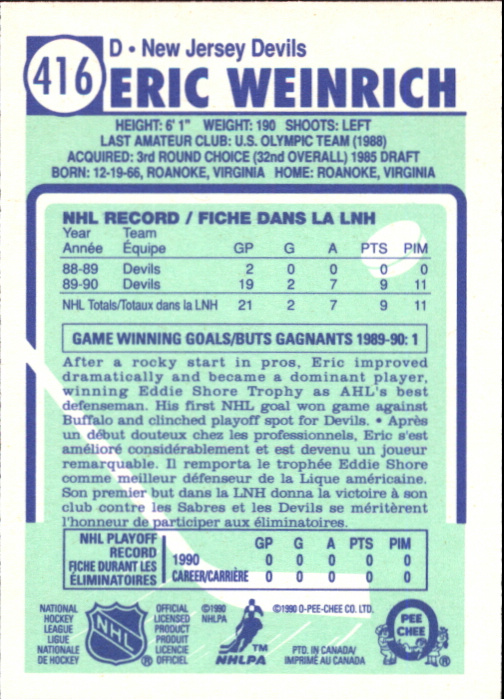 416
D • New Jersey Devils
ERIC WEINRICH
HEIGHT: 6' 1" WEIGHT: 190 SHOOTS: LEFT
LAST AMATEUR CLUB: U.S. OLYMPIC TEAM (1988)
ACQUIRED: 3rd ROUND CHOICE (32nd OVERALL) 1985 DRAFT
BORN: 12-19-66, ROANOKE, VIRGINIA HOME: ROANOKE, VIRGINIA
NHL RECORD / FICHE DANS LA LNH
Year Team
Année Équipe GP G A PTS PIM
88-89 Devils 2 0 0 0 0
89-90 Devils 19 2 7 9 11
NHL Totals/Totaux dans la LNH 21 2 7 9 11
GAME WINNING GOALS/BUTS GAGNANTS 1989-90: 1
After a rocky start in pros, Eric improved
dramatically and became a dominant player,
winning Eddie Shore Trophy as AHL's best
defenseman. His first NHL goal won game against
Buffalo and clinched playoff spot for Devils. • Après
un début douteux chez les professionnels, Eric s'est
amélioré considérablement et est devenu un joueur
remarquable. Il remporta le trophée Eddie Shore
comme meilleur défenseur de la Lique américaine.
Son premier but dans la LNH donna la victoire à son
club contre les Sabres et les Devils se méritèrent
l'honneur de participer aux éliminatoires.
NHL PLAYOFF RECORD
FICHE DURANT LES ÉLIMINATOIRES
GP G A PTS PIM
1990 0 0 0 0 0
CAREER/CARRIÈRE 0 0 0 0 0
NATIONAL
HOCKEY
LEAGUE
LIGUE
NATIONALE
DE HOCKEY
NHL
®
OFFICIAL
LICENSED
PRODUCT
PRODUIT
LICENCIE
OFFICIEL
©1990
NHLPA
TM
NHLPA
©1990 O-PEE-CHEE CO. LTD.
PTD. IN CANADA/
IMPRIMÉ AU CANADA
O PEE CHEE
®